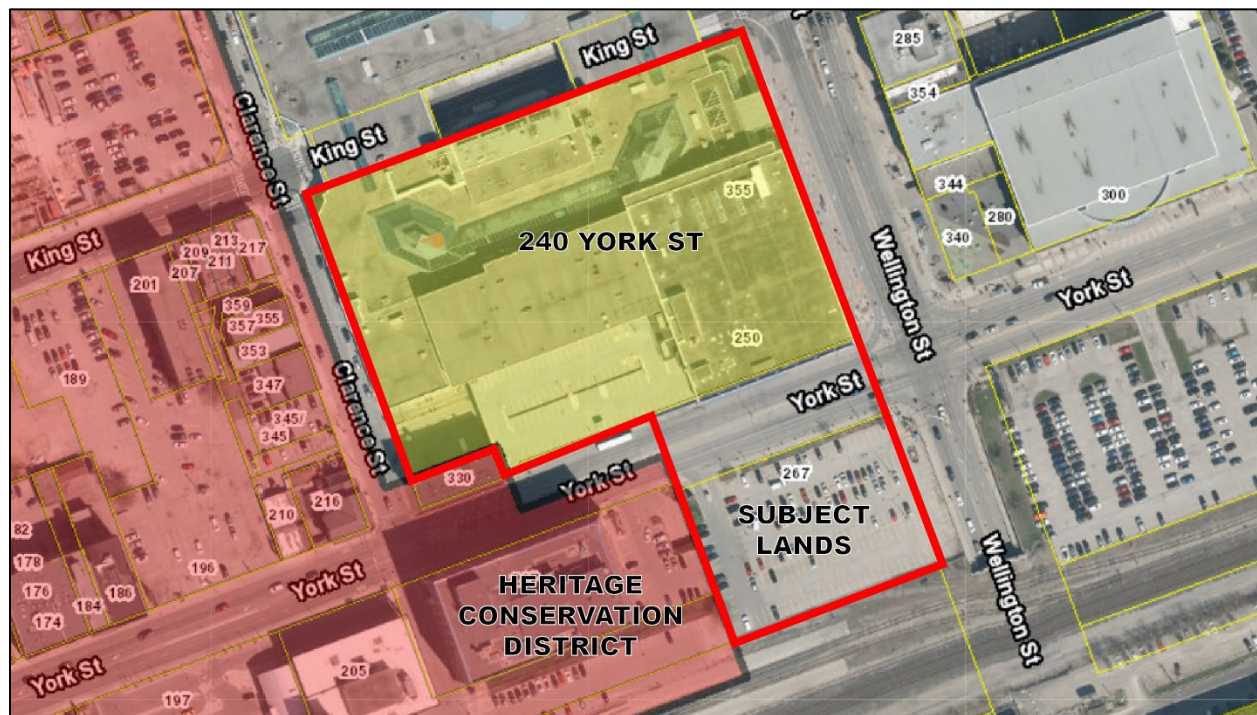 King St
285
354
Clarence St
King St
355
300
344
280
340
240 YORK ST
213
217
209
211
207
King St
201
359
355
357
353
Wellington St
York St
250
189
347
Clarence St
345
345
York St
330
York St
267
216
210
SUBJECT
LANDS
82
178
176
174
184
186
196
York St
HERITAGE
CONSERVATION
DISTRICT
Wellington St
205
York St
197